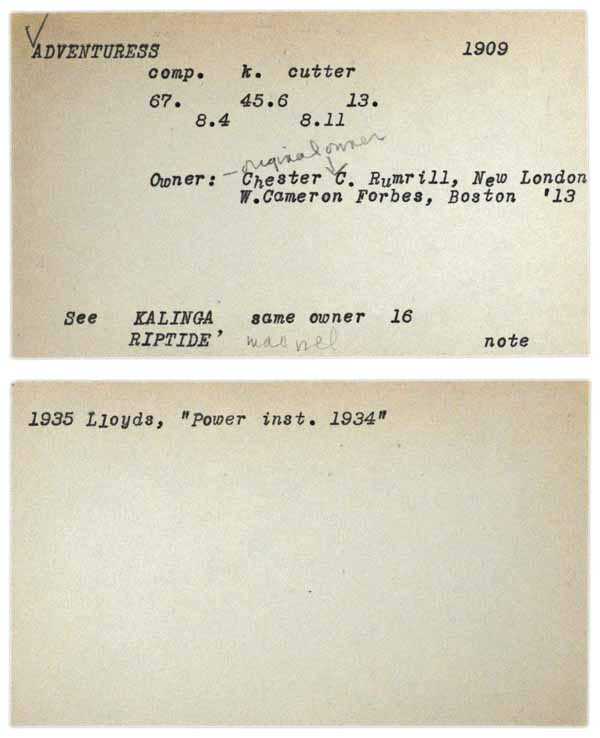 ADVENTURESS 1909
comp. k. cutter
67. 45.6 13.
8.4 8.11
– original owner
Owner: Chester C. Rumrill, New London
W.Cameron Forbes, Boston '13
See KALINGA same owner 16
RIPTIDE' note
1935 Lloyds, "Power inst. 1934"